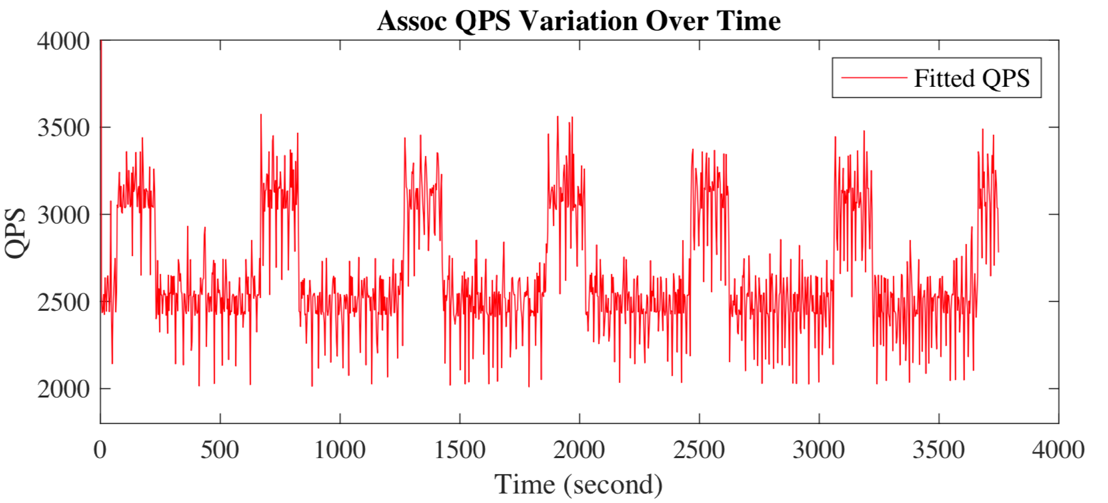 Assoc QPS Variation Over Time
4000
Fitted QPS
3500
3000
QPS
2500
2000
0 500 1000 1500 2000 2500 3000 3500 4000
Time (second)